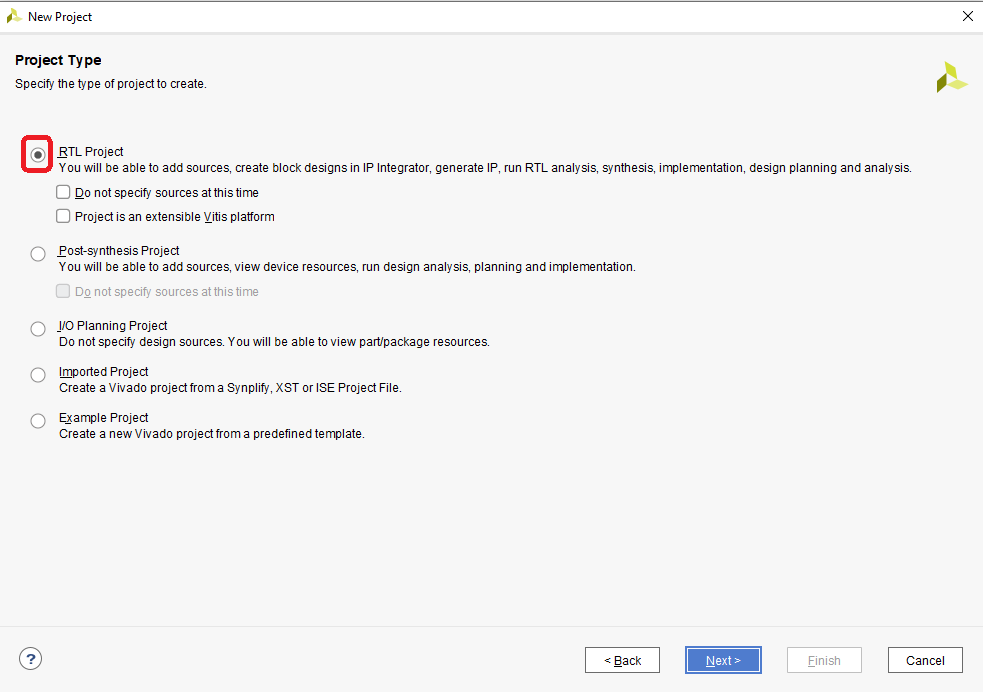 New Project
Project Type
Specify the type of project to create.
RTL Project
You will be able to add sources, create block designs in IP Integrator, generate IP, run RTL analysis, synthesis, implementation, design planning and analysis.
Do not specify sources at this time
Project is an extensible Vitis platform
Post-synthesis Project
You will be able to add sources, view device resources, run design analysis, planning and implementation.
Do not specify sources at this time
I/O Planning Project
Do not specify design sources. You will be able to view part/package resources.
Imported Project
Create a Vivado project from a Synplify, XST or ISE Project File.
Example Project
Create a new Vivado project from a predefined template.
? < Back Next > Finish Cancel